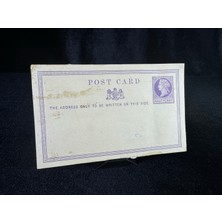 POST CARD
THE ADDRESS ONLY TO BE WRITTEN ON THIS SIDE